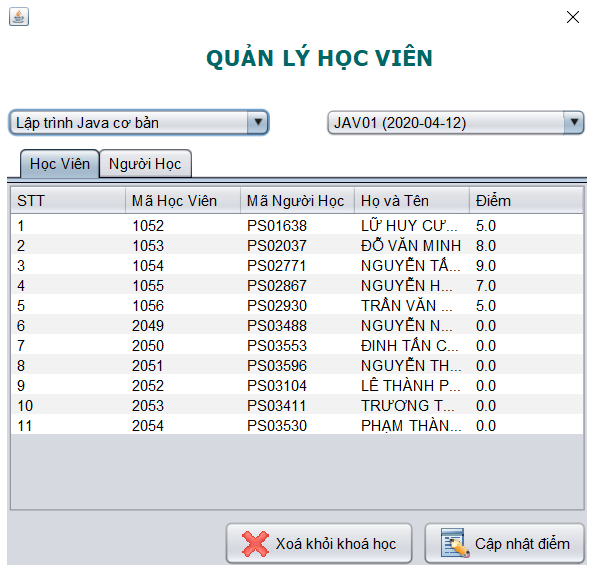 QUẢN LÝ HỌC VIÊN
Lập trình Java cơ bản JAV01 (2020-04-12)
Học Viên Người Học
STT Mã Học Viên Mã Người Học Họ và Tên Điểm
1 1052 PS01638 LỮ HUY CƯ... 5.0
2 1053 PS02037 ĐỖ VĂN MINH 8.0
3 1054 PS02771 NGUYỄN TẤ... 9.0
4 1055 PS02867 NGUYỄN H... 7.0
5 1056 PS02930 TRẦN VĂN ... 5.0
6 2049 PS03488 NGUYỄN N... 0.0
7 2050 PS03553 ĐINH TẤN C... 0.0
8 2051 PS03596 NGUYỄN TH... 0.0
9 2052 PS03104 LÊ THÀNH P... 0.0
10 2053 PS03411 TRƯƠNG T... 0.0
11 2054 PS03530 PHẠM THÀN... 0.0
Xoá khỏi khoá học Cập nhật điểm